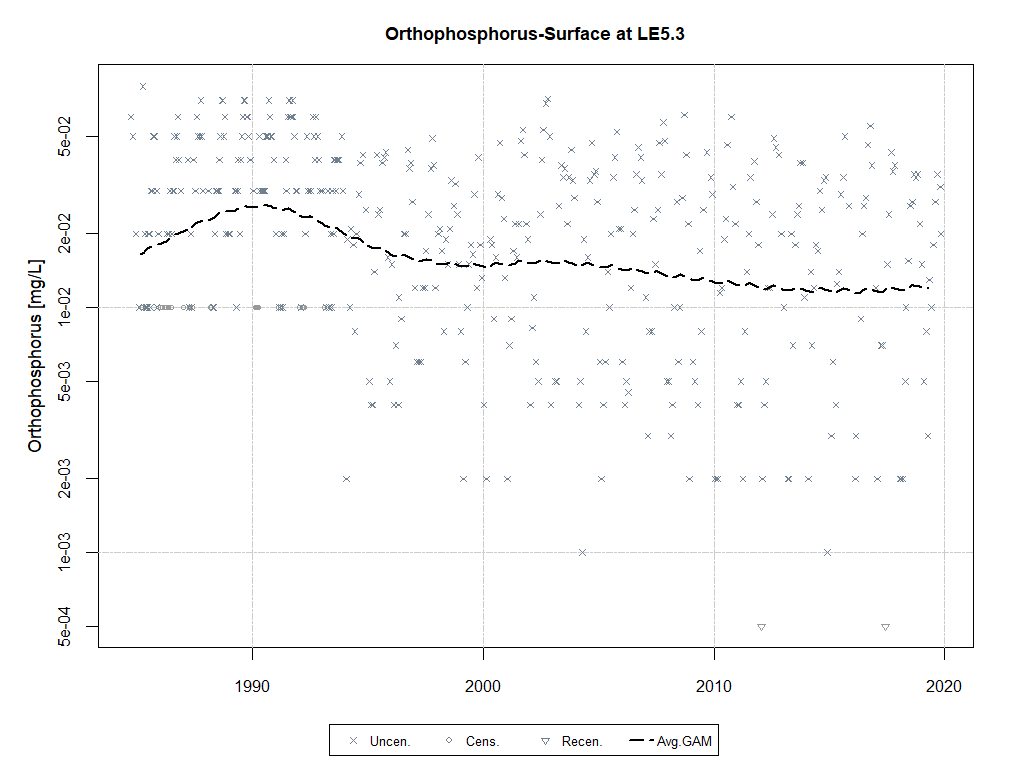 Orthophosphorus-Surface at LE5.3
Orthophosphorus [mg/L]
5e-02
2e-02
1e-02
5e-03
2e-03
1e-03
5e-04
1990 2000 2010 2020
Uncen. Cens. Recen. Avg.GAM